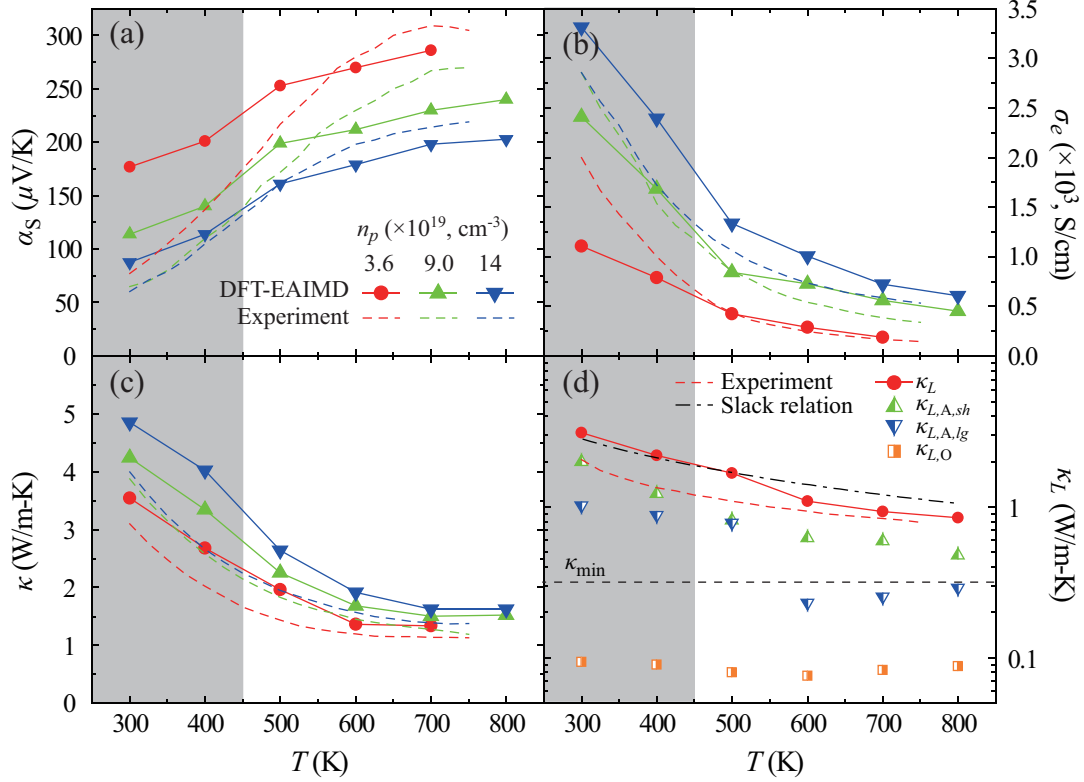 (a)
300
250
200
150
100
50
0
α_S (μV/K)
n_p (×10^19, cm^-3)
3.6 9.0 14
DFT-EAIMD
Experiment
(b)
3.5
3.0
2.5
2.0
1.5
1.0
0.5
0.0
σ_e (×10^3, S/cm)
(c)
5
4
3
2
1
0
κ (W/m-K)
300 400 500 600 700 800
T (K)
(d)
Experiment
Slack relation
κ_L
κ_L,A,sh
κ_L,A,lg
κ_L,O
κ_min
1
0.1
κ_L (W/m-K)
300 400 500 600 700 800
T (K)